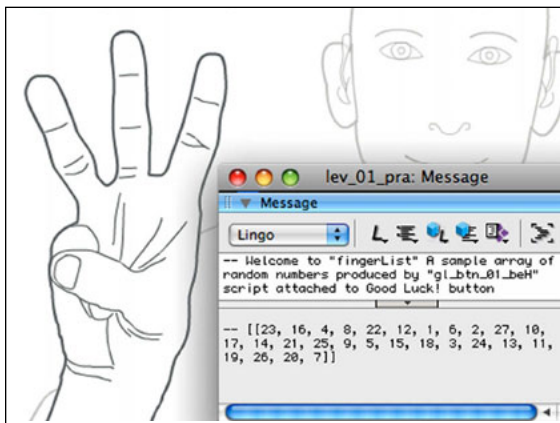 lev_01_pra: Message
Message
Lingo
-- Welcome to "fingerList" A sample array of
random numbers produced by "gl_btn_01_beH"
script attached to Good Luck! button
-- [[23, 16, 4, 8, 22, 12, 1, 6, 2, 27, 10,
17, 14, 21, 25, 9, 5, 15, 18, 3, 24, 13, 11,
19, 26, 20, 7]]